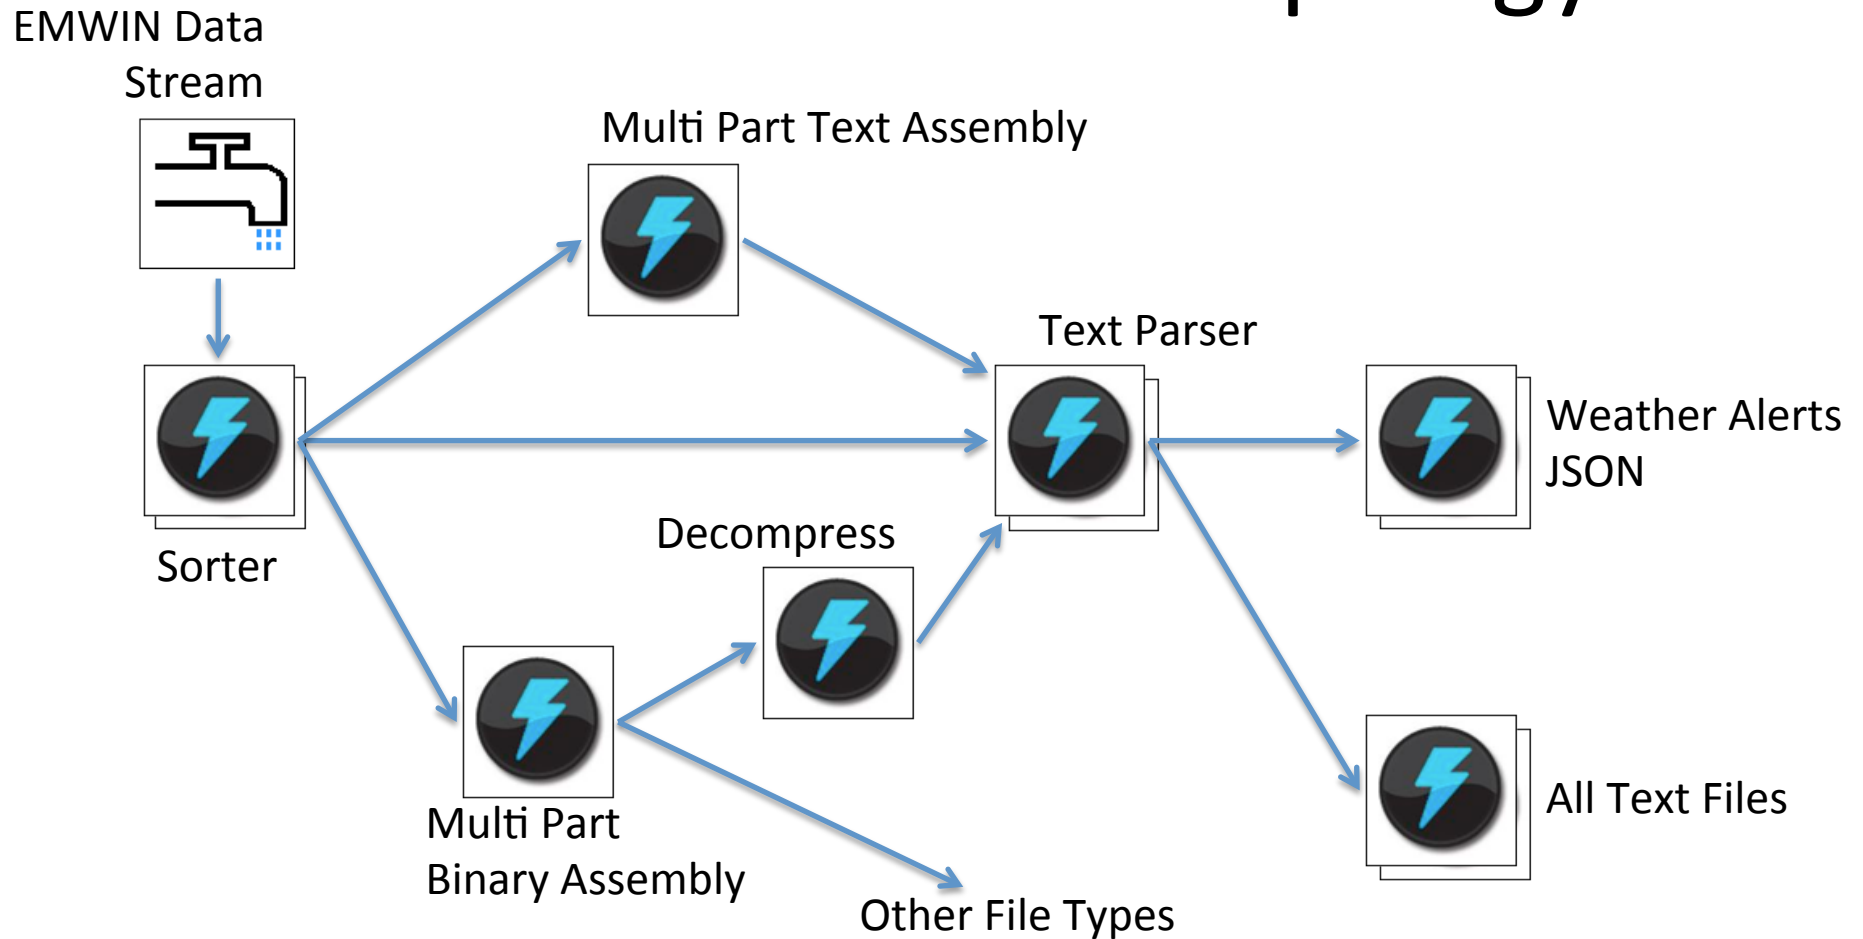 EMWIN Data
Stream
Multi Part Text Assembly
Text Parser
Weather Alerts
JSON
Decompress
Sorter
Multi Part
Binary Assembly
All Text Files
Other File Types